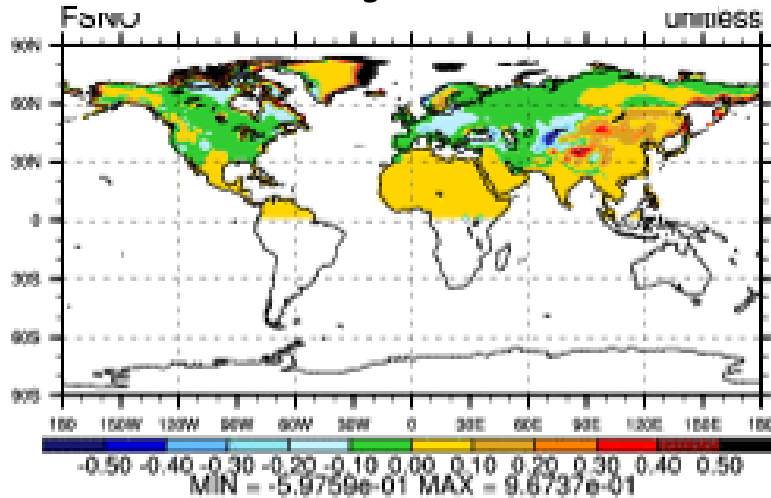 FSNO unitless
90N
60N
30N
0
30S
60S
90S
180 150W 120W 90W 60W 30W 0 30E 60E 90E 120E 150E 180
-0.50 -0.40 -0.30 -0.20 -0.10 0.00 0.10 0.20 0.30 0.40 0.50
MIN = -5.9759e-01 MAX = 9.6737e-01